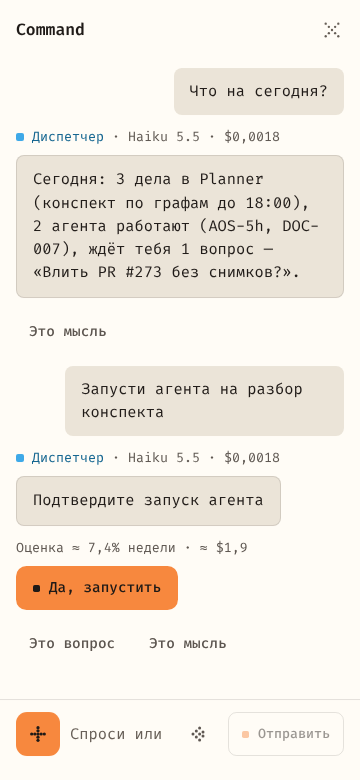 Command
Что на сегодня?
Диспетчер · Haiku 5.5 · $0,0018
Сегодня: 3 дела в Planner
(конспект по графам до 18:00),
2 агента работают (AOS-5h, DOC-
007), ждёт тебя 1 вопрос —
«Влить PR #273 без снимков?».
Это мысль
Запусти агента на разбор
конспекта
Диспетчер · Haiku 5.5 · $0,0018
Подтвердите запуск агента
Оценка ≈ 7,4% недели · ≈ $1,9
Да, запустить
Это вопрос Это мысль
Спроси или Отправить